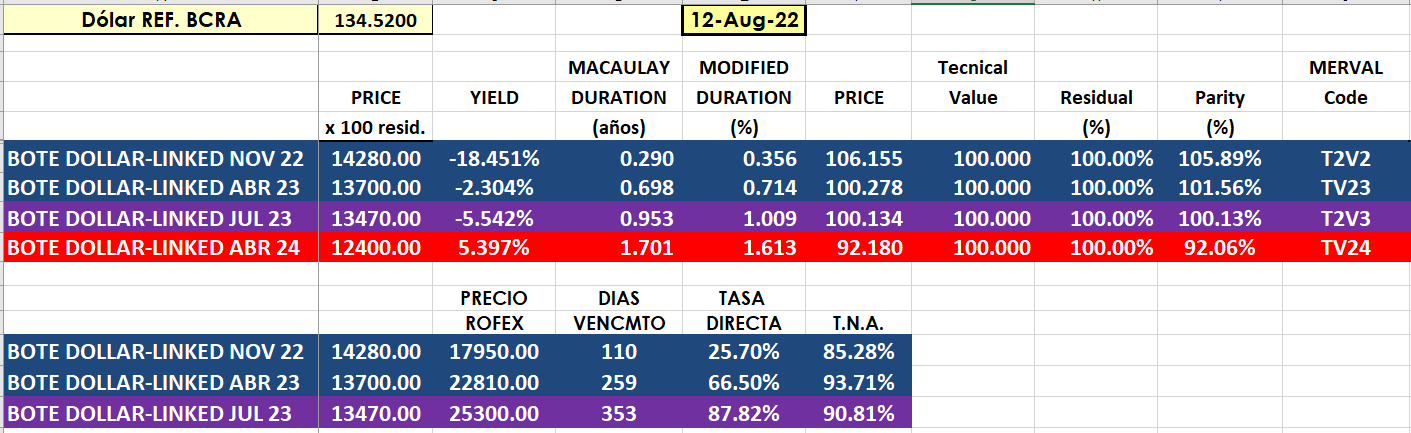 Dólar REF. BCRA 134.5200 12-Aug-22
MACAULAY MODIFIED Tecnical MERVAL
PRICE YIELD DURATION DURATION PRICE Value Residual Parity Code
x 100 resid. (años) (%) (%) (%)
BOTE DOLLAR-LINKED NOV 22 14280.00 -18.451% 0.290 0.356 106.155 100.000 100.00% 105.89% T2V2
BOTE DOLLAR-LINKED ABR 23 13700.00 -2.304% 0.698 0.714 100.278 100.000 100.00% 101.56% TV23
BOTE DOLLAR-LINKED JUL 23 13470.00 -5.542% 0.953 1.009 100.134 100.000 100.00% 100.13% T2V3
BOTE DOLLAR-LINKED ABR 24 12400.00 5.397% 1.701 1.613 92.180 100.000 100.00% 92.06% TV24
PRECIO DIAS TASA
ROFEX VENCMTO DIRECTA T.N.A.
BOTE DOLLAR-LINKED NOV 22 14280.00 17950.00 110 25.70% 85.28%
BOTE DOLLAR-LINKED ABR 23 13700.00 22810.00 259 66.50% 93.71%
BOTE DOLLAR-LINKED JUL 23 13470.00 25300.00 353 87.82% 90.81%